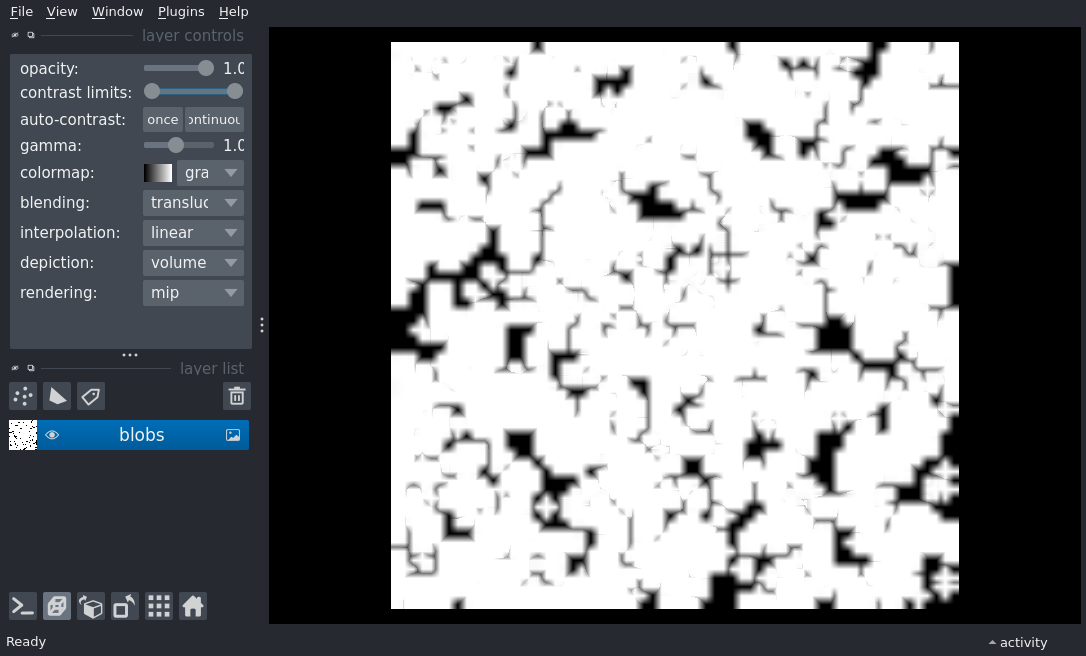 File View Window Plugins Help
layer controls
opacity: 1.0
contrast limits:
auto-contrast: once ontinuou
gamma: 1.0
colormap: gra
blending: transluc
interpolation: linear
depiction: volume
rendering: mip
layer list
blobs
Ready activity